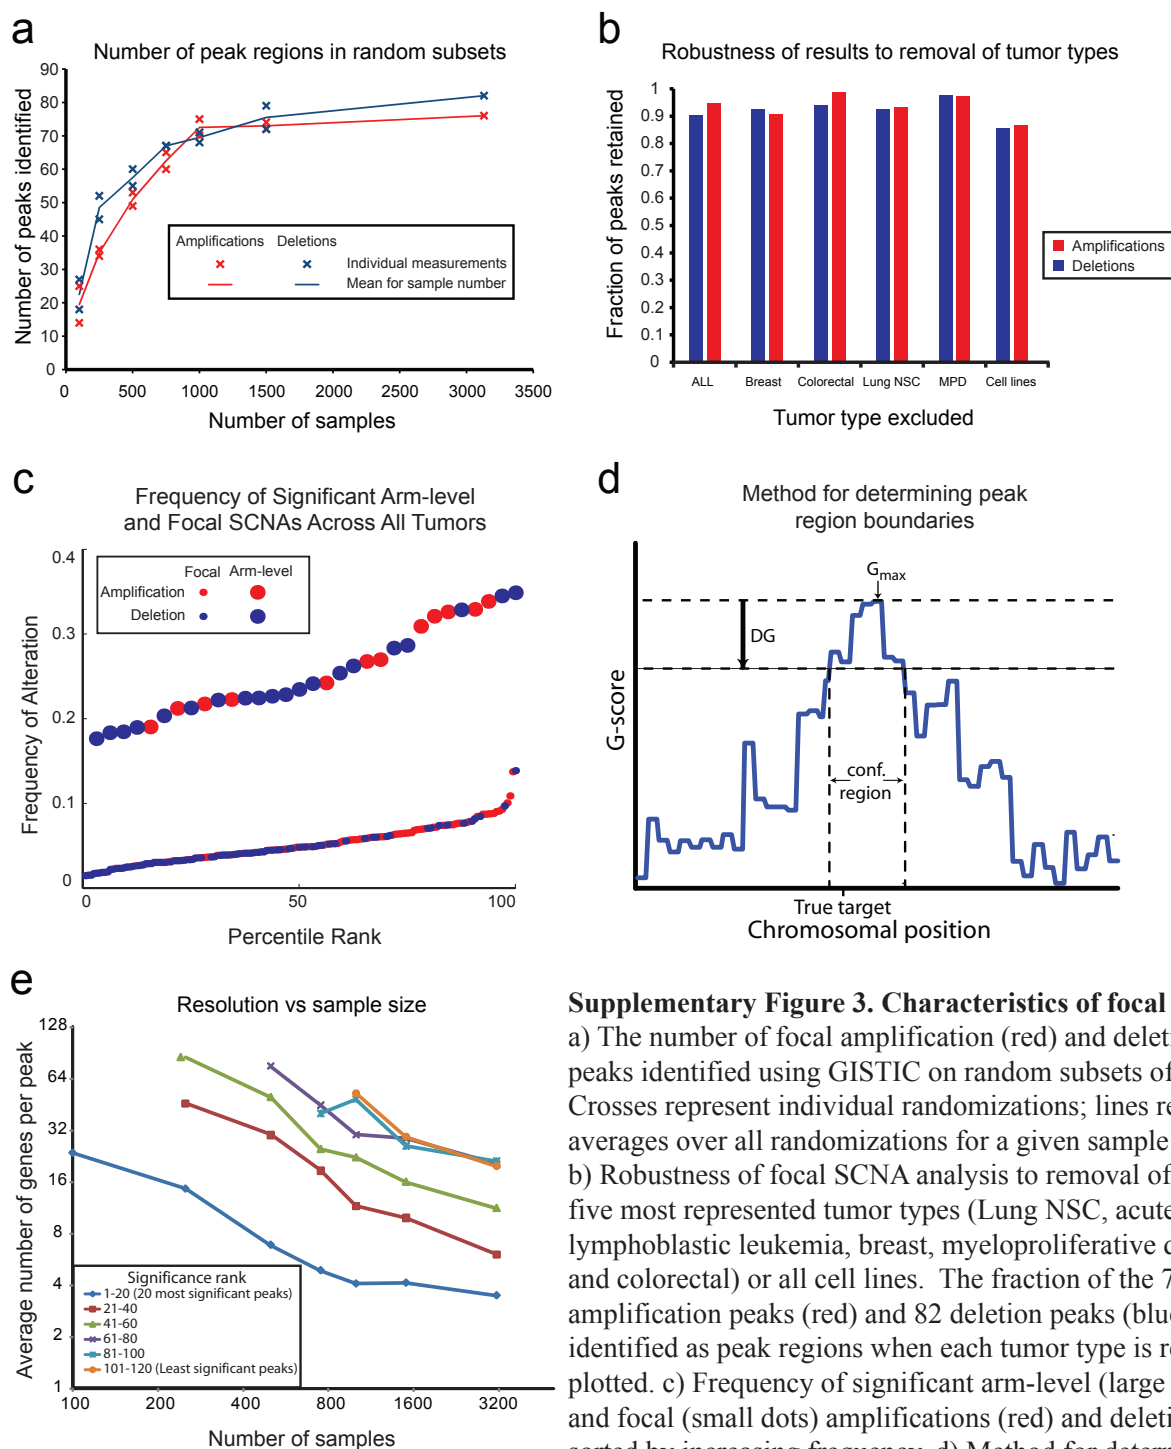 a
Number of peak regions in random subsets
Number of peaks identified
90
80
70
60
50
40
30
20
10
0
Amplifications Deletions
Individual measurements
Mean for sample number
0 500 1000 1500 2000 2500 3000 3500
Number of samples
b
Robustness of results to removal of tumor types
Fraction of peaks retained
1
0.9
0.8
0.7
0.6
0.5
0.4
0.3
0.2
0.1
0
Amplifications
Deletions
ALL Breast Colorectal Lung NSC MPD Cell lines
Tumor type excluded
c
Frequency of Significant Arm-level
and Focal SCNAs Across All Tumors
Frequency of Alteration
0.4
0.3
0.2
0.1
0
Focal Arm-level
Amplification
Deletion
0 50 100
Percentile Rank
d
Method for determining peak
region boundaries
G-score
Gmax
DG
conf.
region
True target
Chromosomal position
e
Resolution vs sample size
Average number of genes per peak
128
64
32
16
8
4
2
1
Significance rank
1-20 (20 most significant peaks)
21-40
41-60
61-80
81-100
101-120 (Least significant peaks)
100 200 400 800 1600 3200
Number of samples
Supplementary Figure 3. Characteristics of focal
a) The number of focal amplification (red) and delet
peaks identified using GISTIC on random subsets of
Crosses represent individual randomizations; lines re
averages over all randomizations for a given sample
b) Robustness of focal SCNA analysis to removal of
five most represented tumor types (Lung NSC, acute
lymphoblastic leukemia, breast, myeloproliferative d
and colorectal) or all cell lines. The fraction of the 7
amplification peaks (red) and 82 deletion peaks (blue
identified as peak regions when each tumor type is re
plotted. c) Frequency of significant arm-level (large
and focal (small dots) amplifications (red) and deleti
sorted by increasing frequency. d) Method for determ